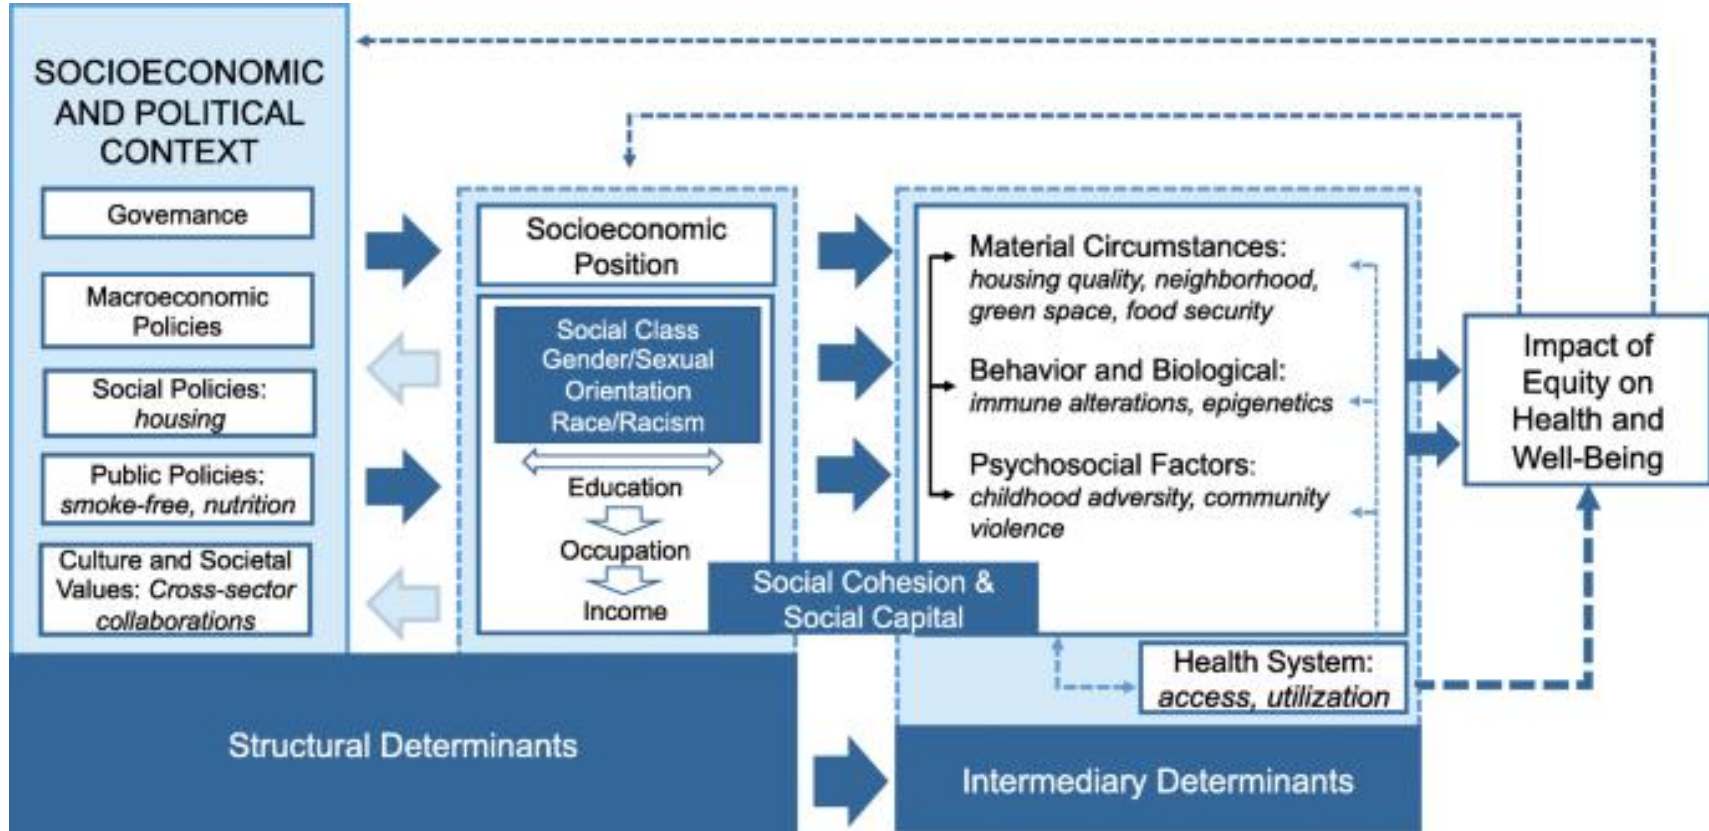 SOCIOECONOMIC
AND POLITICAL
CONTEXT
Governance
Macroeconomic
Policies
Social Policies:
housing
Public Policies:
smoke-free, nutrition
Culture and Societal
Values: Cross-sector
collaborations
Structural Determinants
Socioeconomic
Position
Social Class
Gender/Sexual
Orientation
Race/Racism
Education
Occupation
Income
Social Cohesion &
Social Capital
Material Circumstances:
housing quality, neighborhood,
green space, food security
Behavior and Biological:
immune alterations, epigenetics
Psychosocial Factors:
childhood adversity, community
violence
Health System:
access, utilization
Intermediary Determinants
Impact of
Equity on
Health and
Well-Being